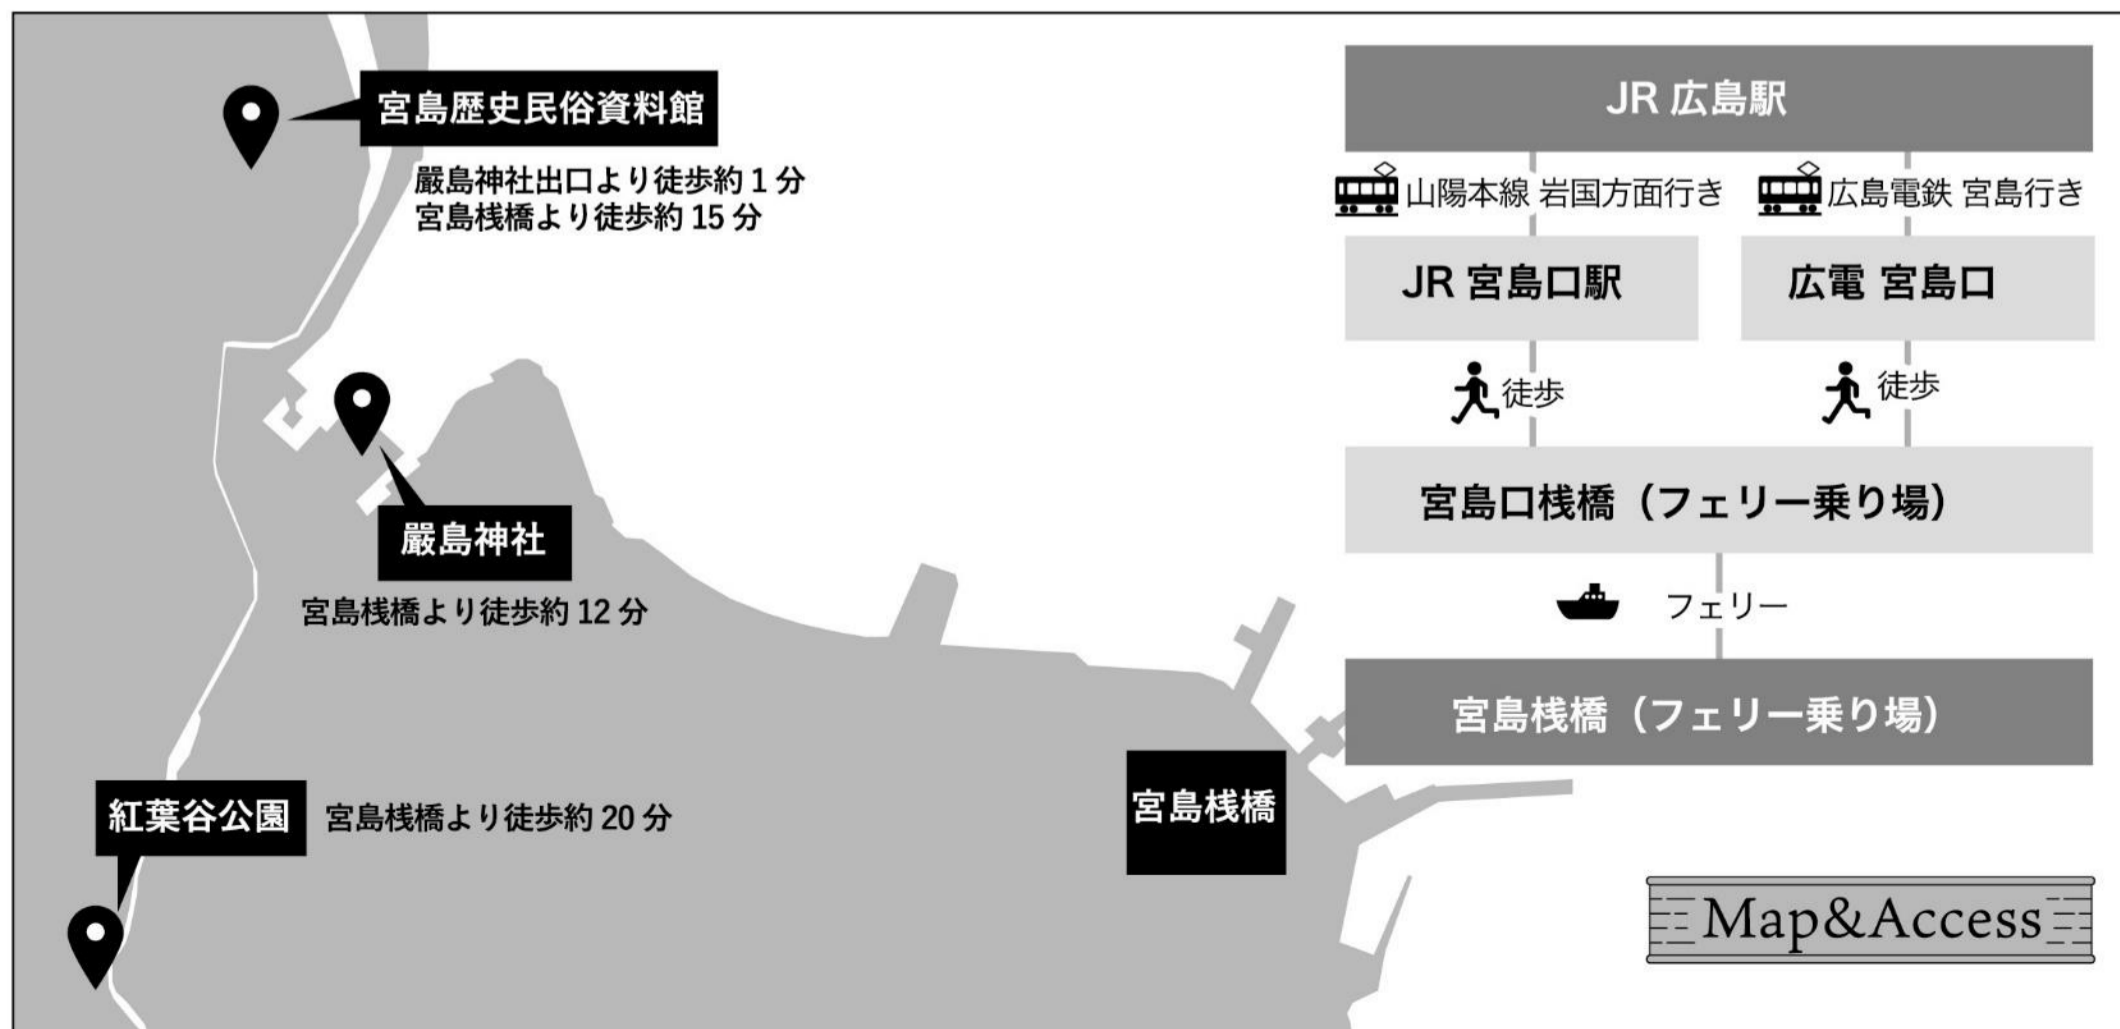 宮島歴史民俗資料館
嚴島神社出口より徒歩約 1 分
宮島桟橋より徒歩約 15 分
嚴島神社
宮島桟橋より徒歩約 12 分
紅葉谷公園
宮島桟橋より徒歩約 20 分
宮島桟橋
JR 広島駅
山陽本線 岩国方面行き
広島電鉄 宮島行き
JR 宮島口駅
広電 宮島口
徒歩
徒歩
宮島口桟橋（フェリー乗り場）
フェリー
宮島桟橋（フェリー乗り場）
Map&Access